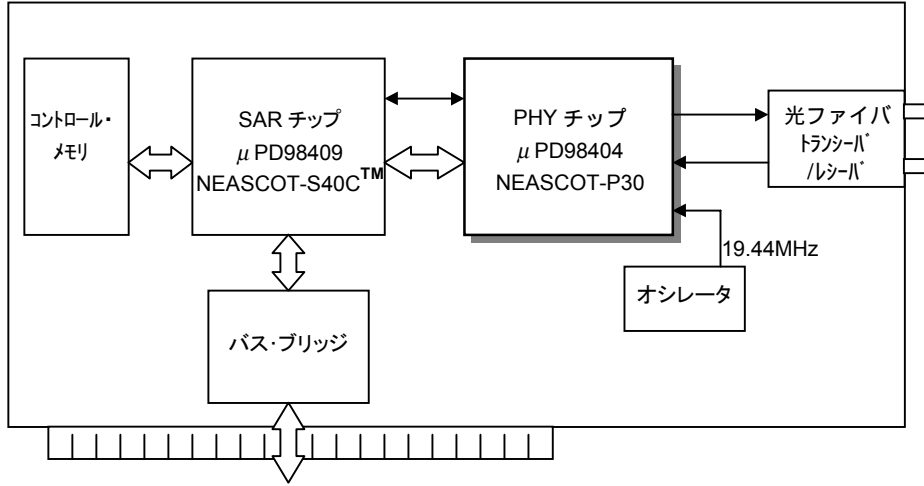 コントロール・
メモリ
SAR チップ
μ PD98409
NEASCOT-S40C™
PHY チップ
μ PD98404
NEASCOT-P30
光ファイバ
トランシーバ
/レシーバ
19.44MHz
オシレータ
バス・ブリッジ